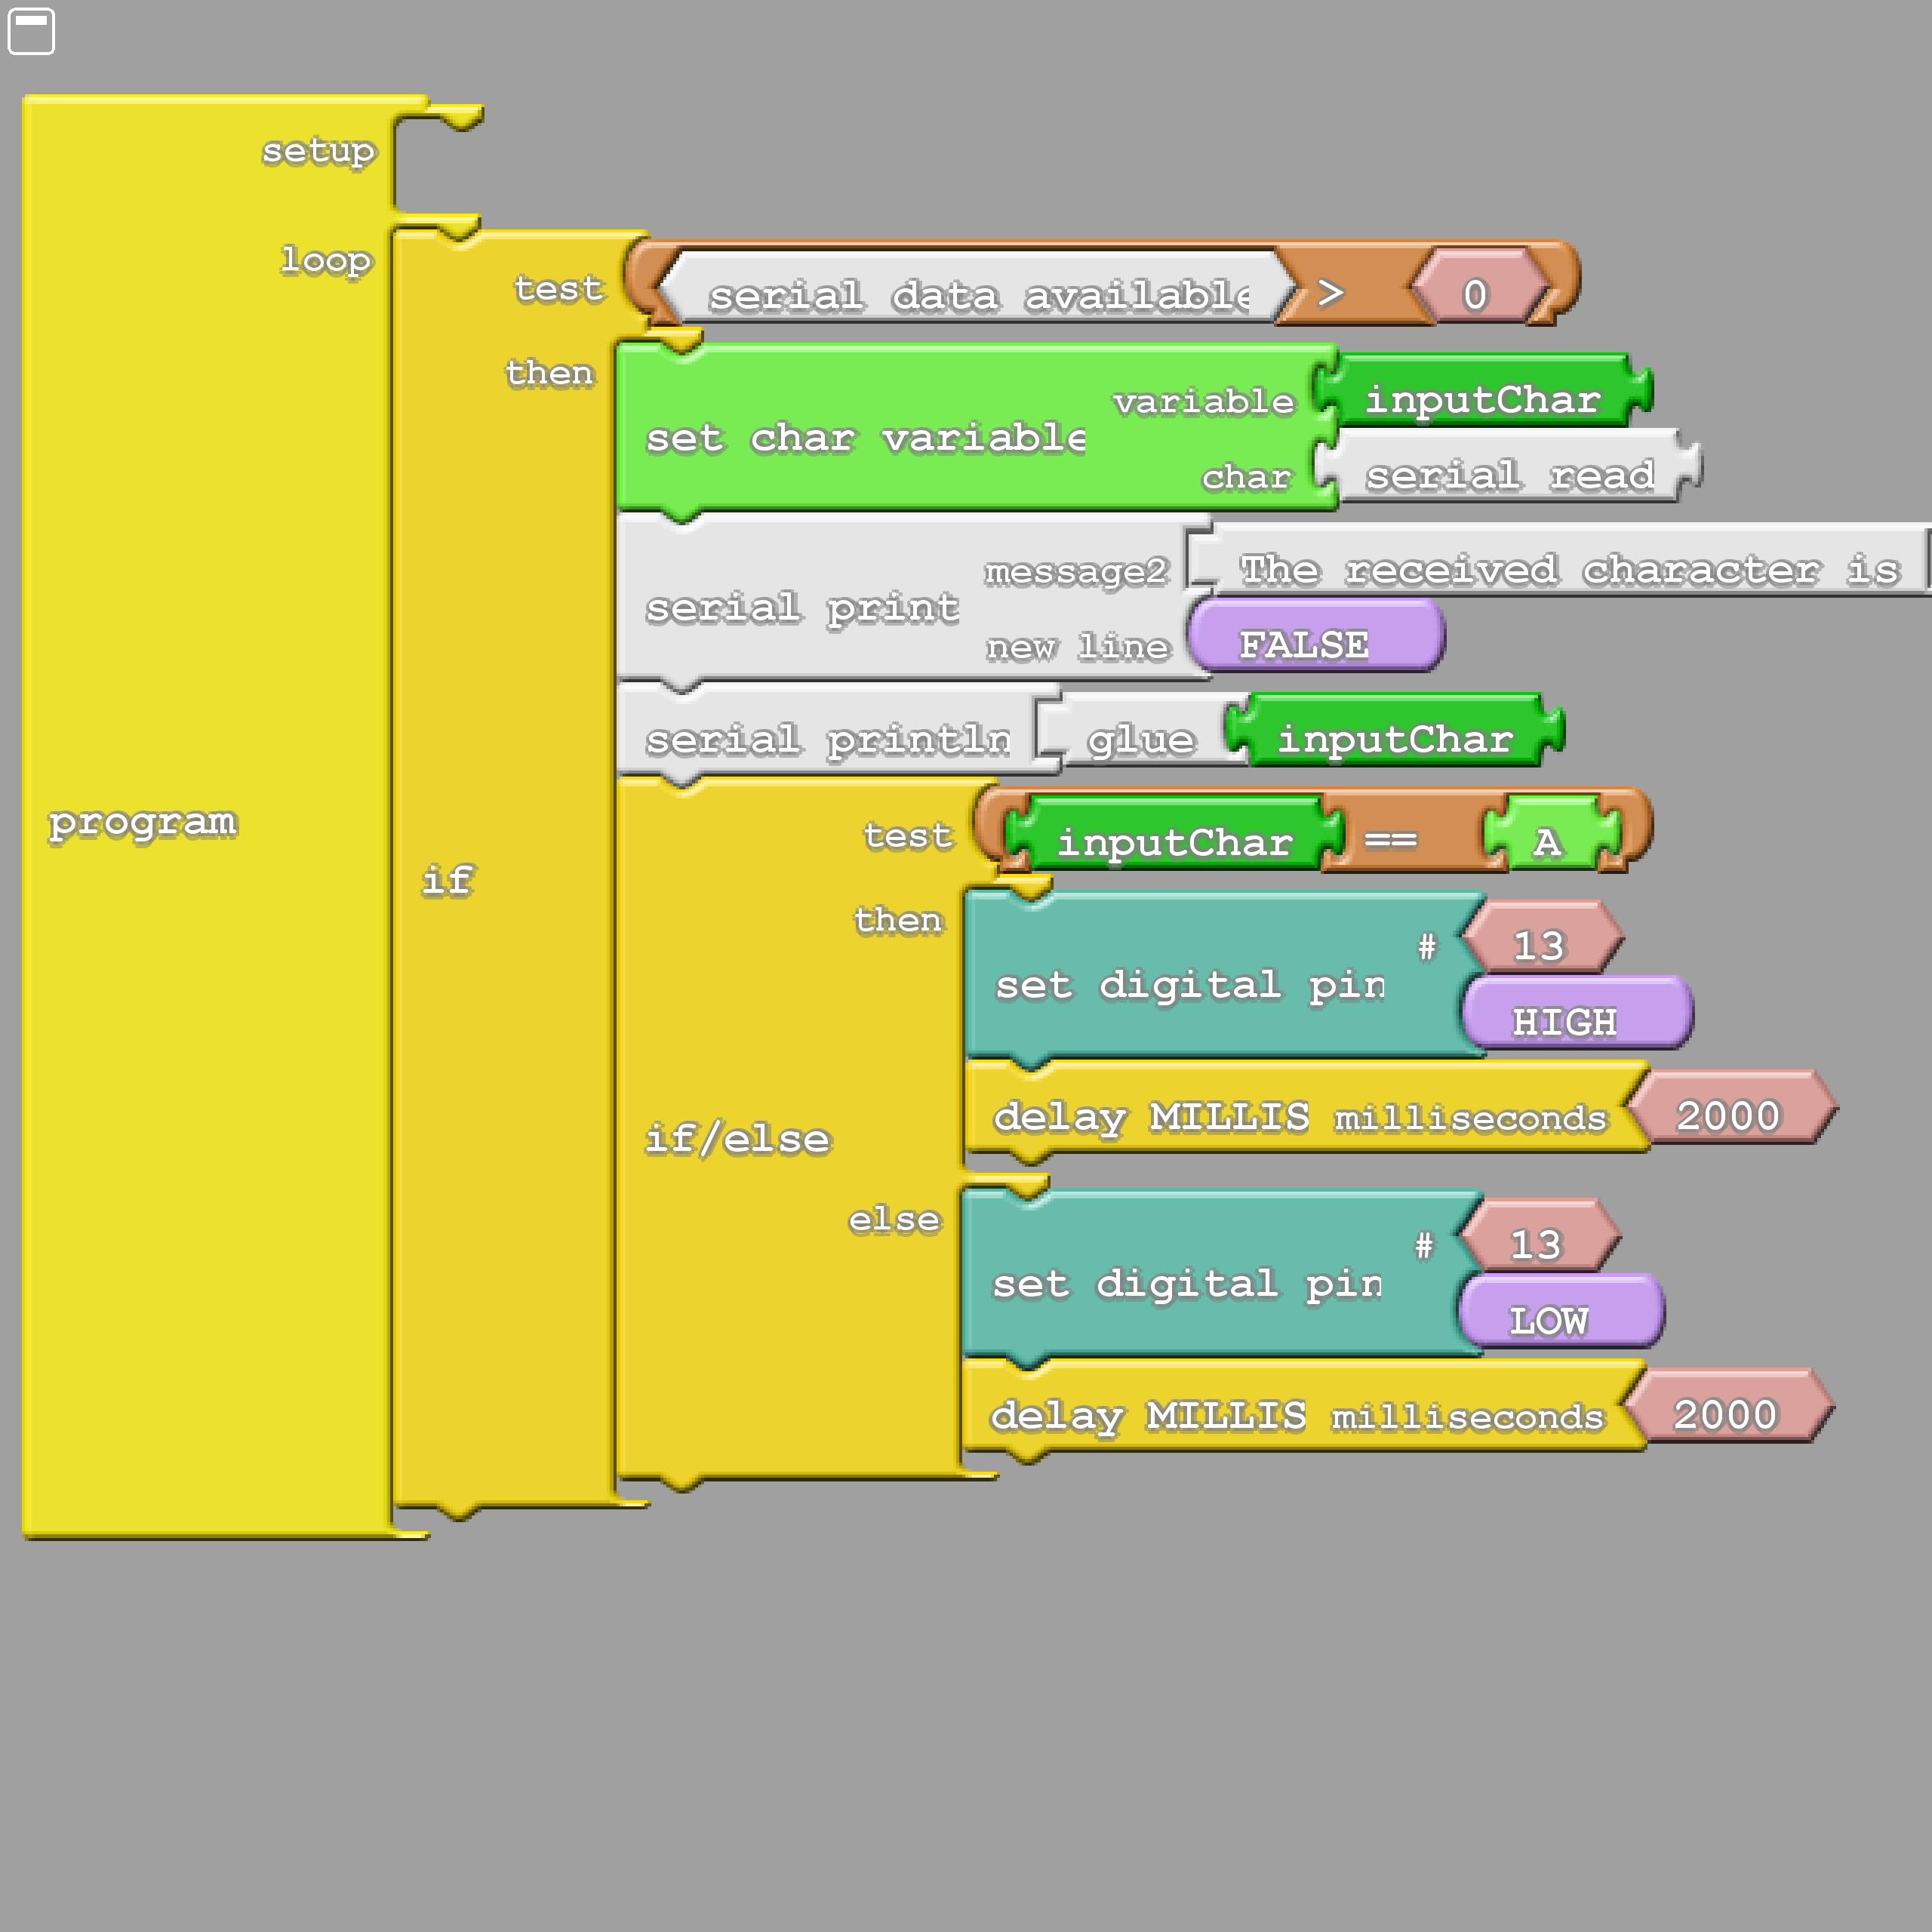 setup
loop
test serial data available > 0
then
set char variable variable inputChar
char serial read
serial print message2 The received character is
new line FALSE
serial println glue inputChar
program
if
test inputChar == A
then
set digital pin # 13
HIGH
delay MILLIS milliseconds 2000
if/else
else
set digital pin # 13
LOW
delay MILLIS milliseconds 2000